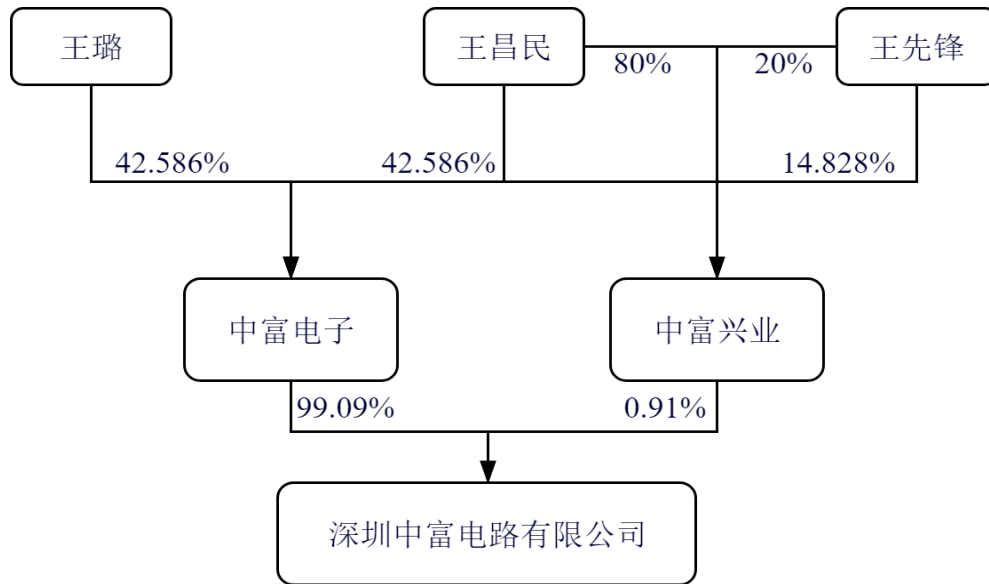 王璐
王昌民
王先锋
80%
20%
42.586%
42.586%
14.828%
中富电子
中富兴业
99.09%
0.91%
深圳中富电路有限公司